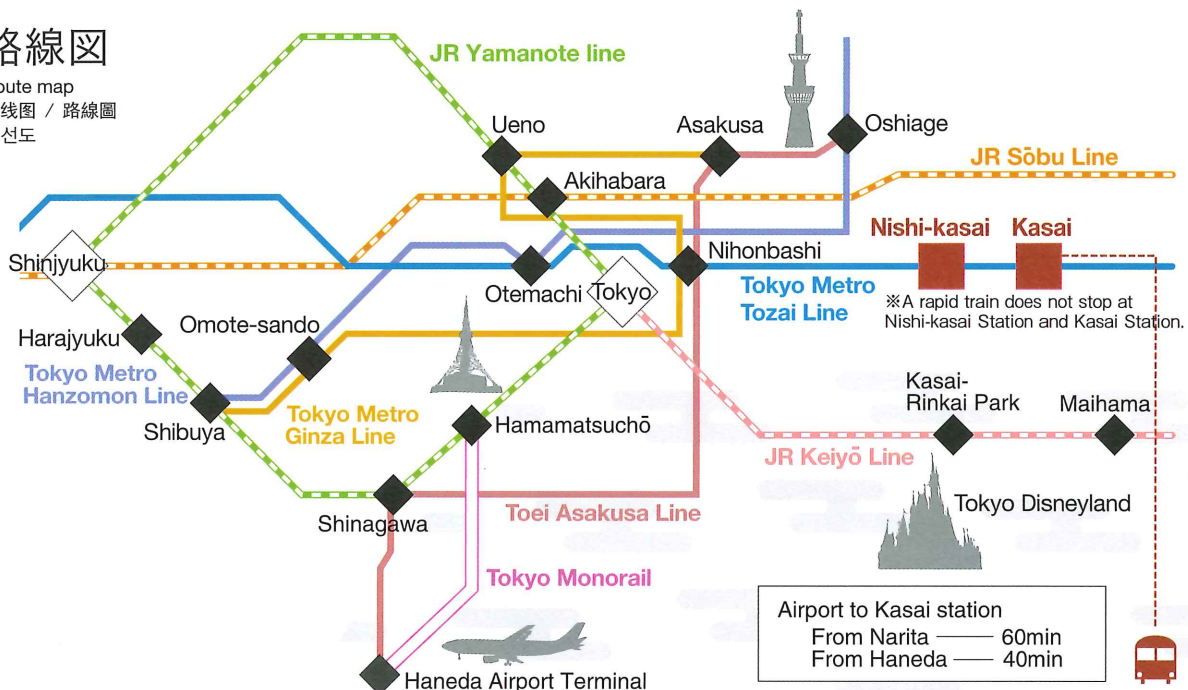 路線図
oute map
线图 / 路線圖
선도
JR Yamanote line
Ueno
Asakusa
Oshiage
JR Sōbu Line
Akihabara
Nishi-kasai
Kasai
Shinjyuku
Nihonbashi
Otemachi
Tokyo
Tokyo Metro
Tozai Line
※A rapid train does not stop at
Nishi-kasai Station and Kasai Station.
Harajyuku
Omote-sando
Tokyo Metro
Hanzomon Line
Shibuya
Tokyo Metro
Ginza Line
Hamamatsuchō
Kasai-
Rinkai Park
Maihama
JR Keiyō Line
Shinagawa
Toei Asakusa Line
Tokyo Disneyland
Tokyo Monorail
Haneda Airport Terminal
Airport to Kasai station
From Narita —— 60min
From Haneda —— 40min